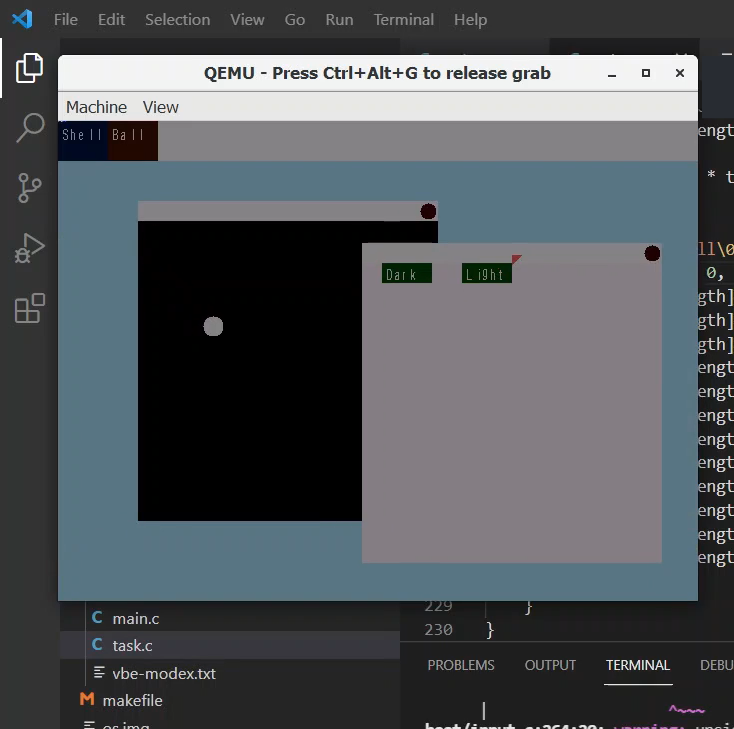 File Edit Selection View Go Run Terminal Help
QEMU - Press Ctrl+Alt+G to release grab
Machine View
Shell Ball
Dark Light
ength
* t
ll\0
0,
gth]
gth]
gth]
engt
engt
engt
engt
engt
engt
engt
engt
engt
229 }
230 }
main.c
task.c
vbe-modex.txt
makefile
os.img
PROBLEMS OUTPUT TERMINAL DEBU
| ^~~~